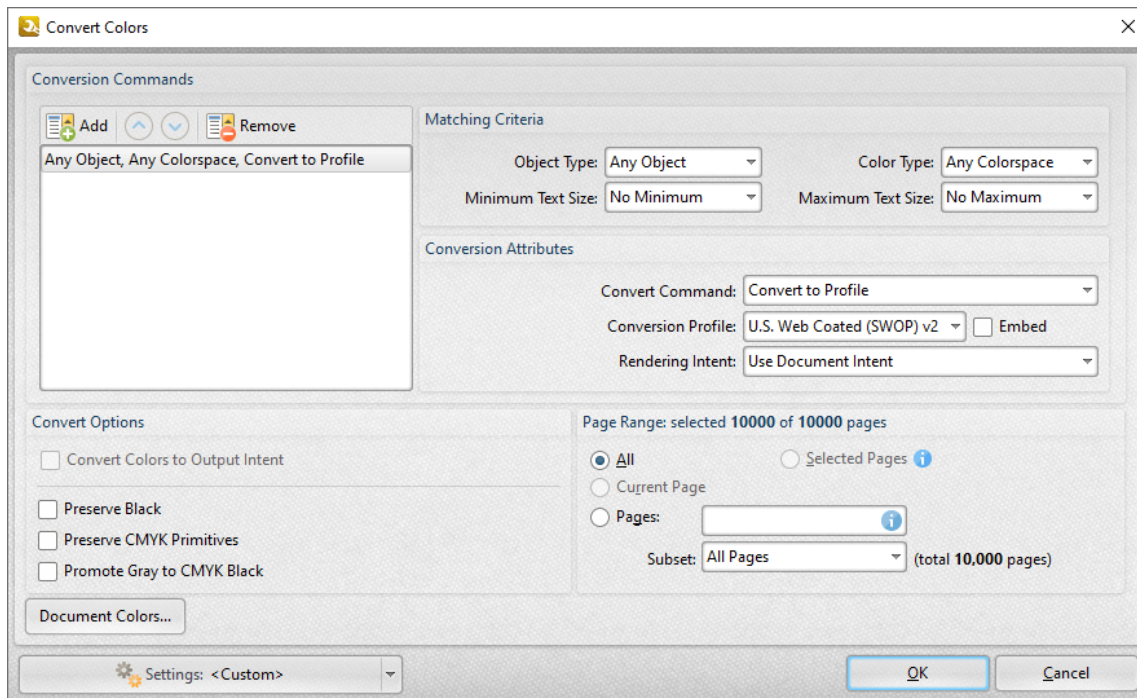 Convert Colors
Conversion Commands
Add
Remove
Any Object, Any Colorspace, Convert to Profile
Matching Criteria
Object Type: Any Object
Color Type: Any Colorspace
Minimum Text Size: No Minimum
Maximum Text Size: No Maximum
Conversion Attributes
Convert Command: Convert to Profile
Conversion Profile: U.S. Web Coated (SWOP) v2 Embed
Rendering Intent: Use Document Intent
Convert Options
Convert Colors to Output Intent
Preserve Black
Preserve CMYK Primitives
Promote Gray to CMYK Black
Page Range: selected 10000 of 10000 pages
All
Selected Pages
Current Page
Pages:
Subset: All Pages (total 10,000 pages)
Document Colors...
Settings: <Custom>
OK
Cancel